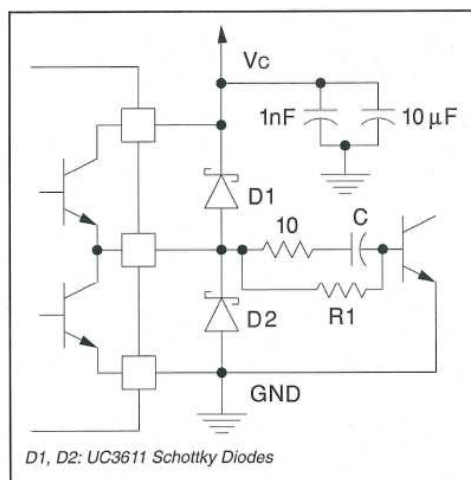 Vc
1nF
10 µF
D1
10
C
D2
R1
GND
D1, D2: UC3611 Schottky Diodes